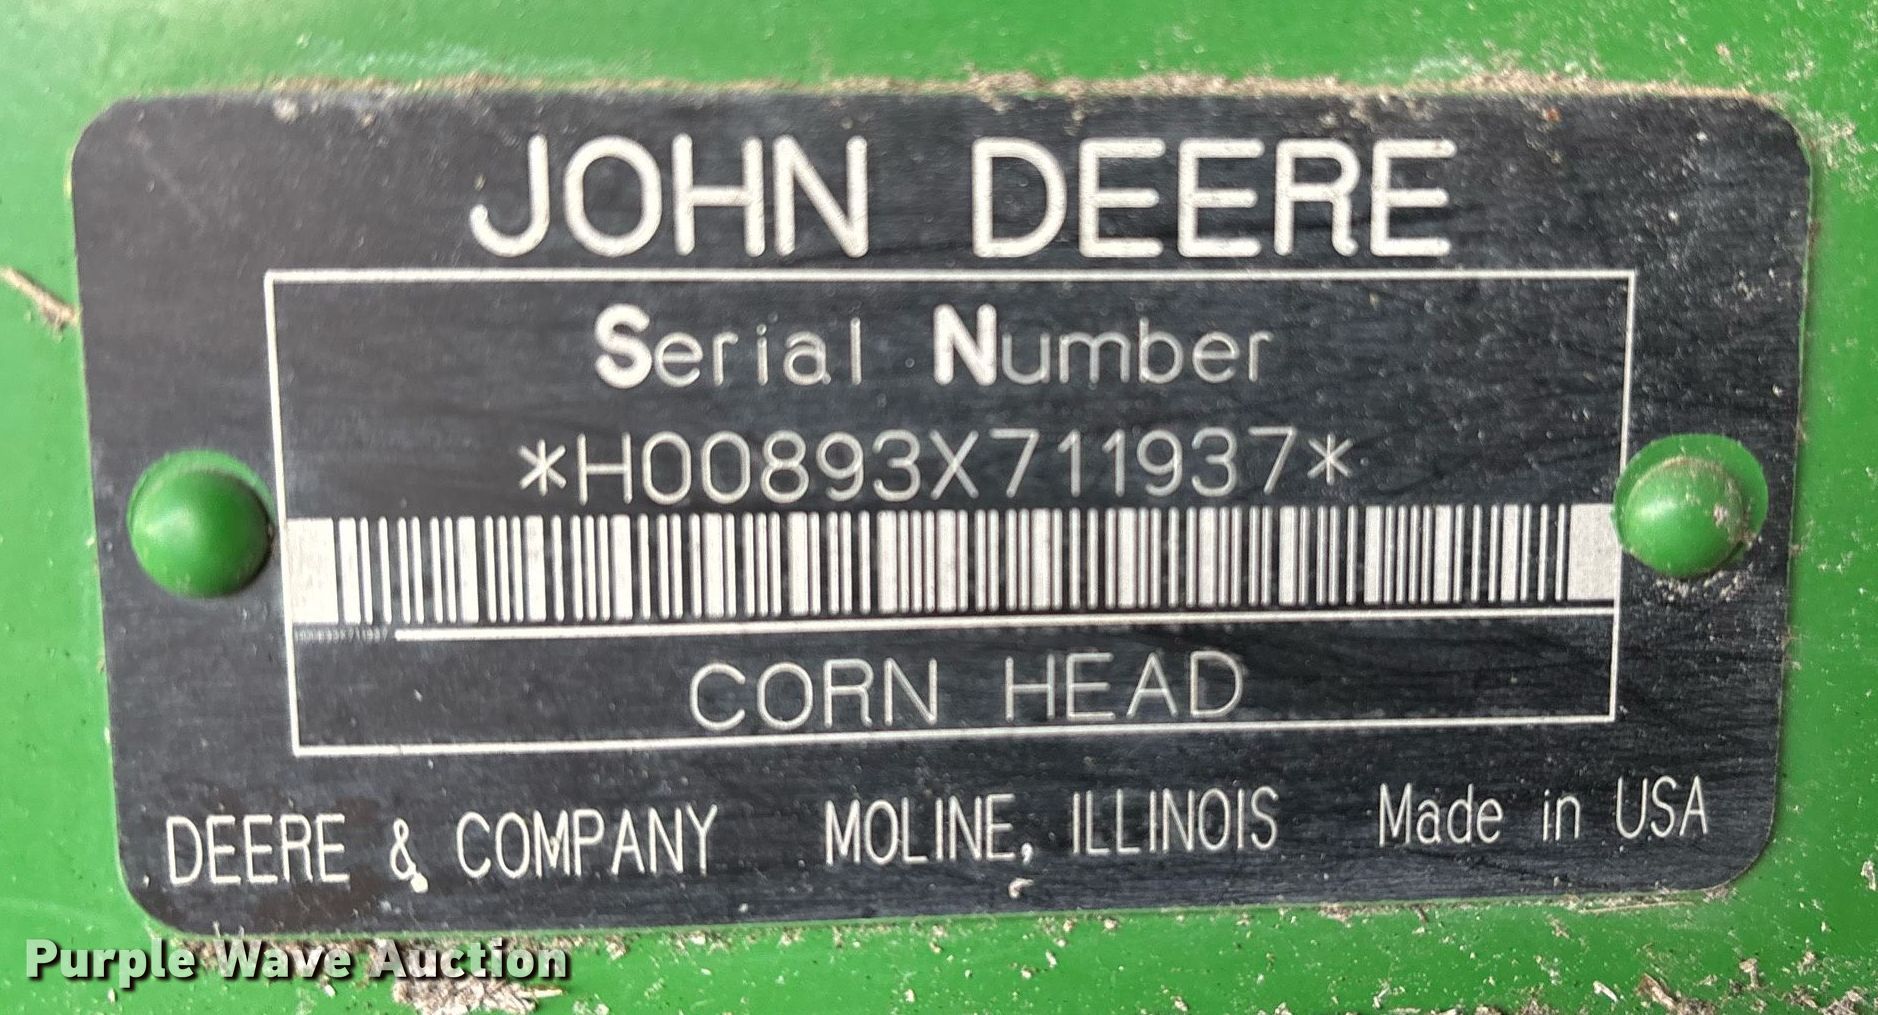 JOHN DEERE
Serial Number
*H00893X711937*
CORN HEAD
DEERE & COMPANY MOLINE, ILLINOIS Made in USA
Purple Wave Auction